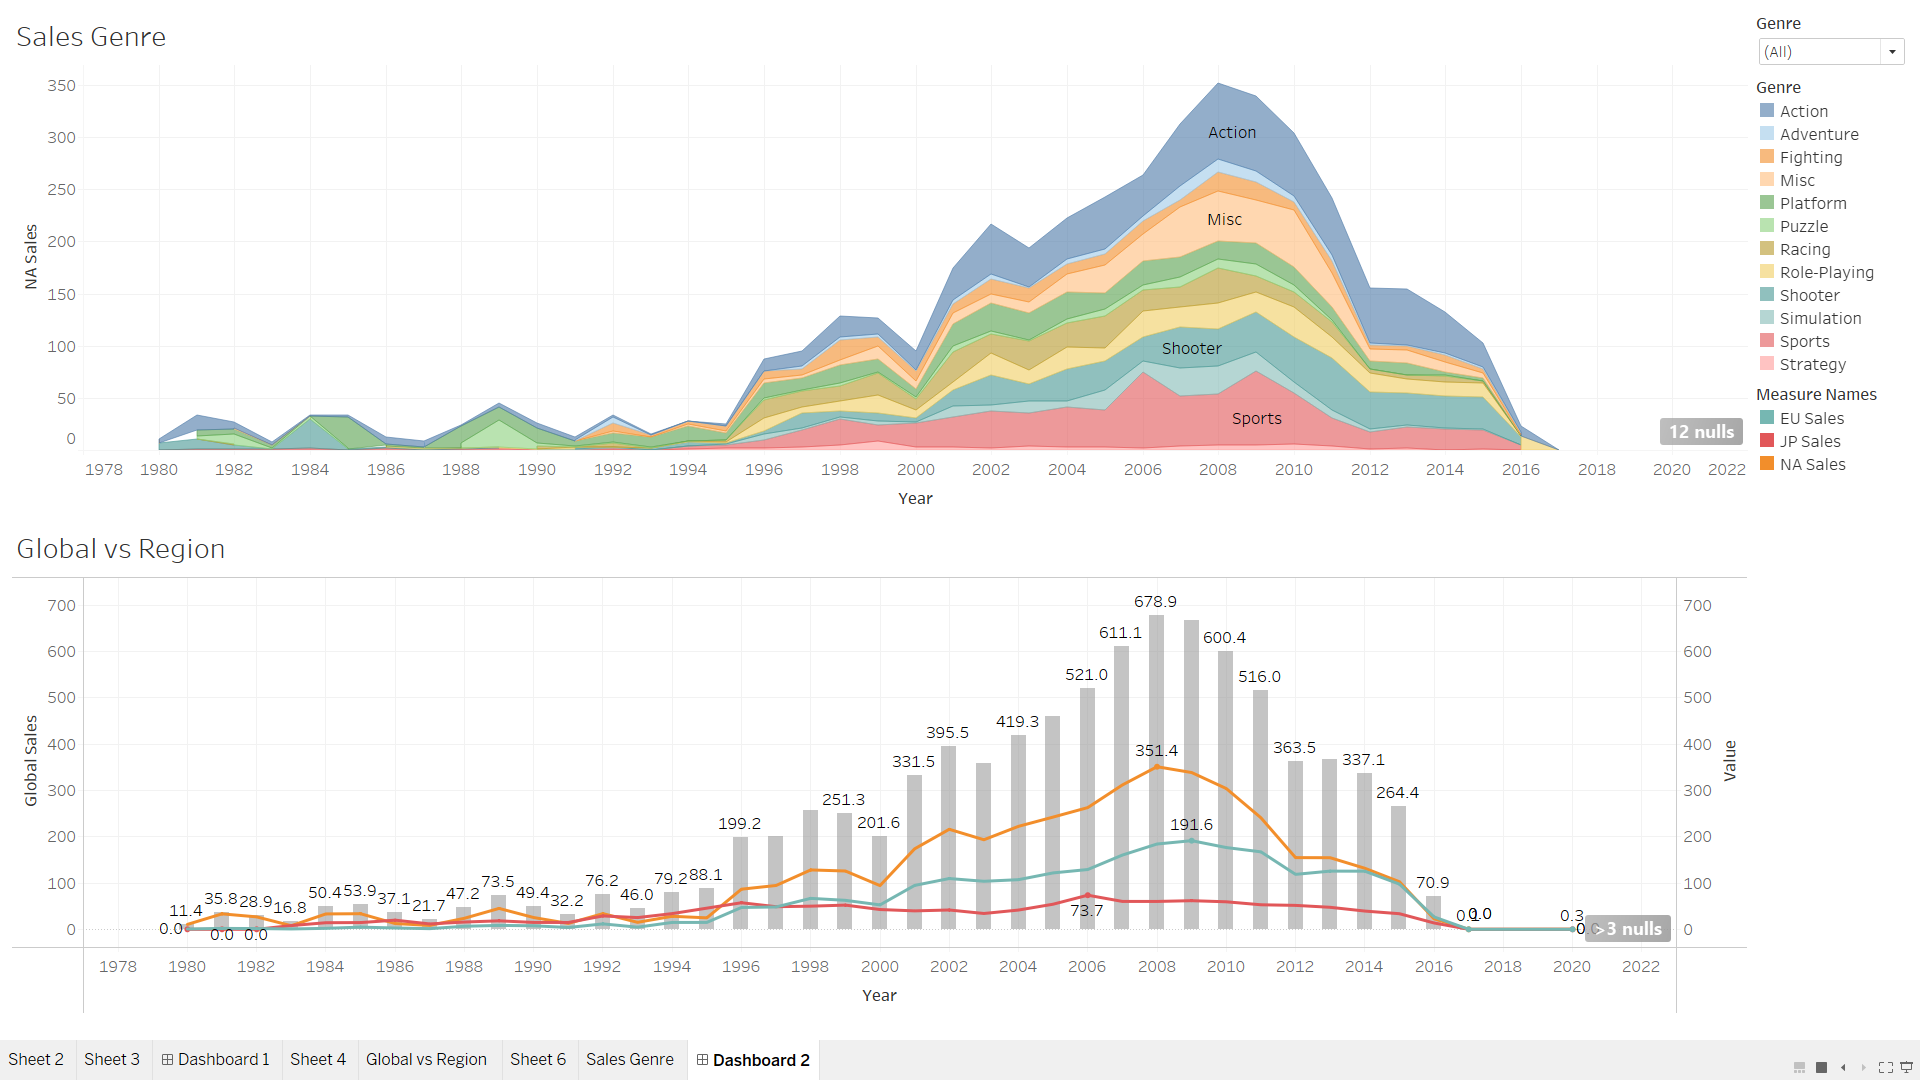 Sales Genre
350
300
250
200
150
100
50
0
NA Sales
Action
Misc
Shooter
Sports
12 nulls
1978 1980 1982 1984 1986 1988 1990 1992 1994 1996 1998 2000 2002 2004 2006 2008 2010 2012 2014 2016 2018 2020 2022
Year
Genre
(All)
Genre
Action
Adventure
Fighting
Misc
Platform
Puzzle
Racing
Role-Playing
Shooter
Simulation
Sports
Strategy
Measure Names
EU Sales
JP Sales
NA Sales
Global vs Region
700
600
500
400
300
200
100
0
Global Sales
0.0
11.4
35.8
0.0
28.9
0.0
16.8
50.4
53.9
37.1
21.7
47.2
73.5
49.4
32.2
76.2
46.0
79.2
88.1
199.2
251.3
201.6
331.5
395.5
419.3
521.0
73.7
611.1
678.9
351.4
191.6
600.4
516.0
363.5
337.1
264.4
70.9
0.1
0.0
0.3
>3 nulls
700
600
500
400
300
200
100
0
Value
1978 1980 1982 1984 1986 1988 1990 1992 1994 1996 1998 2000 2002 2004 2006 2008 2010 2012 2014 2016 2018 2020 2022
Year
Sheet 2 Sheet 3 Dashboard 1 Sheet 4 Global vs Region Sheet 6 Sales Genre Dashboard 2